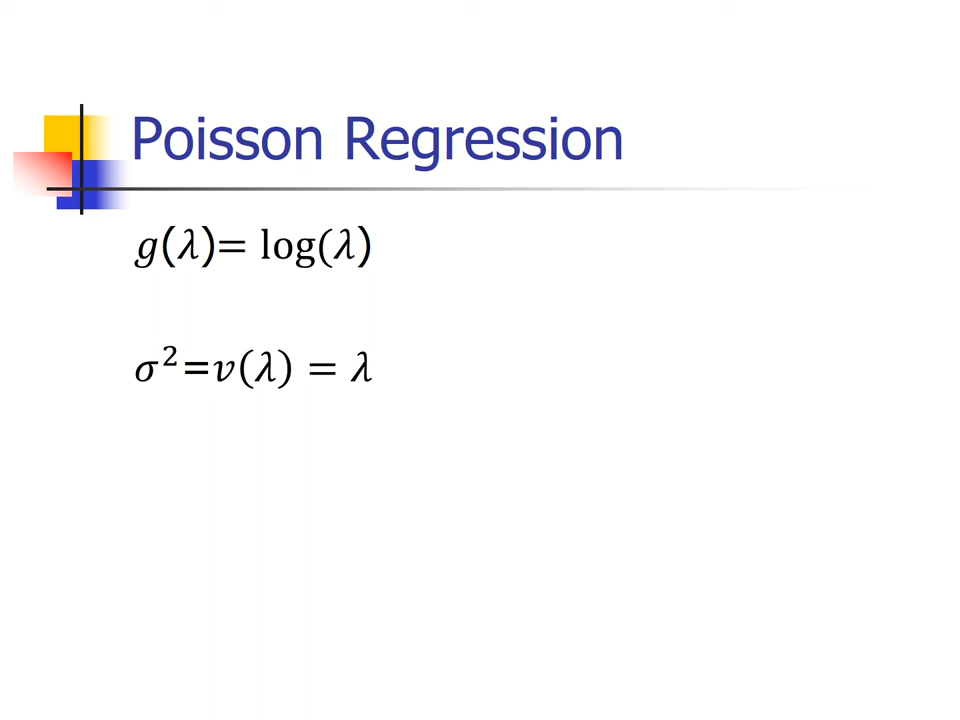 Poisson Regression
𝑔(𝜆)= log(𝜆)
𝜎²=𝑣(𝜆) = 𝜆